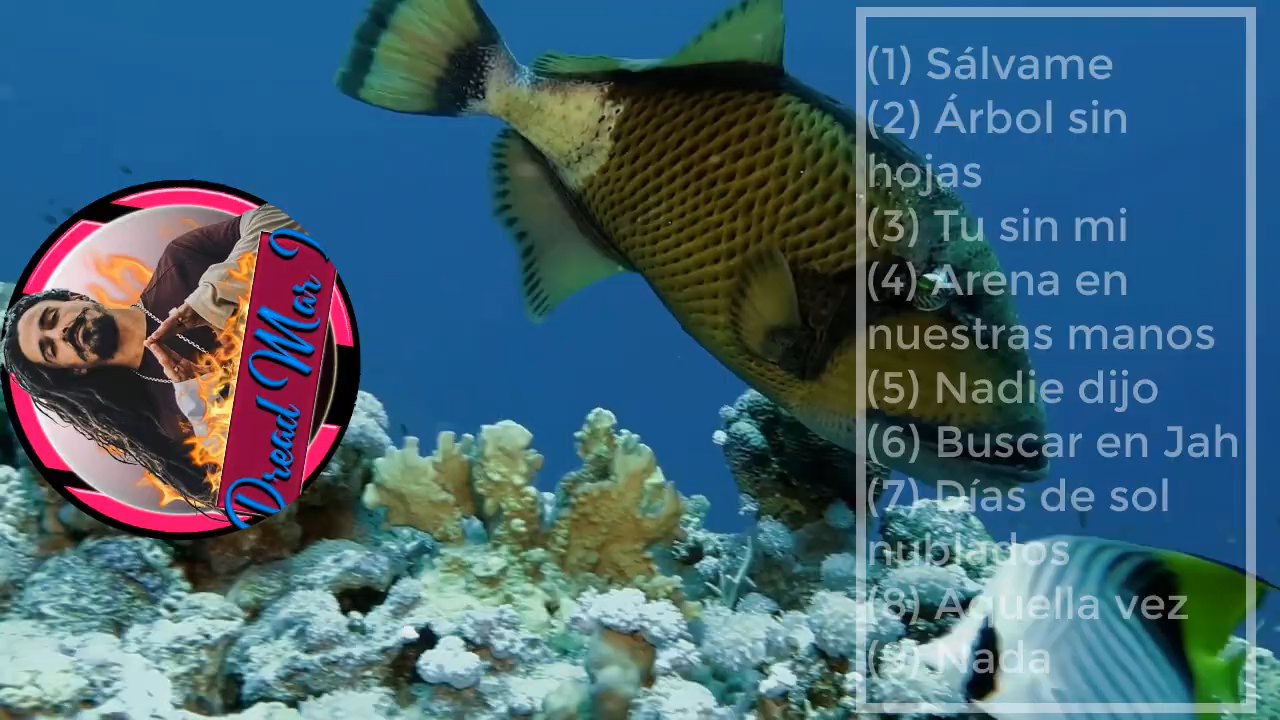 Dread Mar I
(1) Sálvame
(2) Árbol sin
hojas
(3) Tu sin mi
(4) Arena en
nuestras manos
(5) Nadie dijo
(6) Buscar en Jah
(7) Días de sol
nublados
(8) Aquella vez
(9) Nada